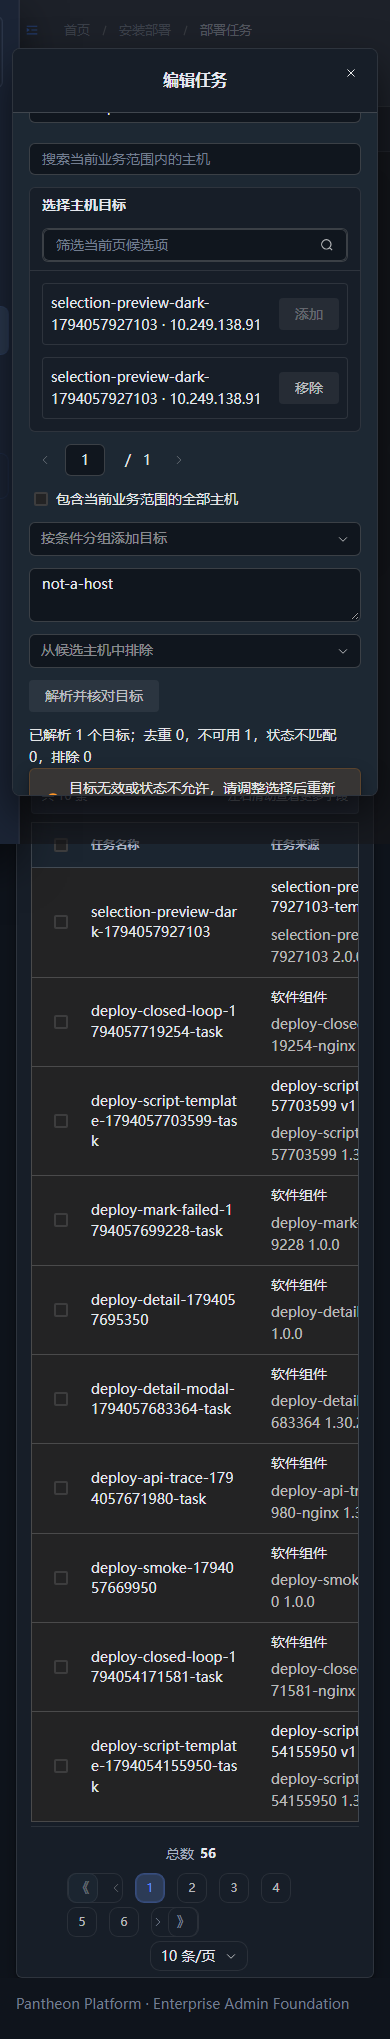 首页 / 安装部署 / 部署任务
编辑任务
搜索当前业务范围内的主机
选择主机目标
筛选当前页候选项
selection-preview-dark-
1794057927103 · 10.249.138.91
添加
selection-preview-dark-
1794057927103 · 10.249.138.91
移除
1 / 1
包含当前业务范围的全部主机
按条件分组添加目标
not-a-host
从候选主机中排除
解析并核对目标
已解析 1 个目标；去重 0，不可用 1，状态不匹配
0，排除 0
目标无效或状态不允许，请调整选择后重新
任务名称 任务来源
selection-preview-dar
k-1794057927103
selection-pre
7927103-tem
selection-pre
7927103 2.0.
deploy-closed-loop-1
794057719254-task
软件组件
deploy-close
19254-nginx
deploy-script-templat
e-1794057703599-tas
k
deploy-script
57703599 v1
deploy-script
57703599 1.3
deploy-mark-failed-1
794057699228-task
软件组件
deploy-mark-
9228 1.0.0
deploy-detail-179405
7695350
软件组件
deploy-detail
1.0.0
deploy-detail-modal-
1794057683364-task
软件组件
deploy-detail
683364 1.30.
deploy-api-trace-179
4057671980-task
软件组件
deploy-api-tr
980-nginx 1.3
deploy-smoke-17940
57669950
软件组件
deploy-smok
0 1.0.0
deploy-closed-loop-1
794054171581-task
软件组件
deploy-close
71581-nginx
deploy-script-templat
e-1794054155950-tas
k
deploy-script
54155950 v1
deploy-script
54155950 1.3
总数 56
《 ‹ 1 2 3 4
5 6 › 》
10 条/页
Pantheon Platform · Enterprise Admin Foundation